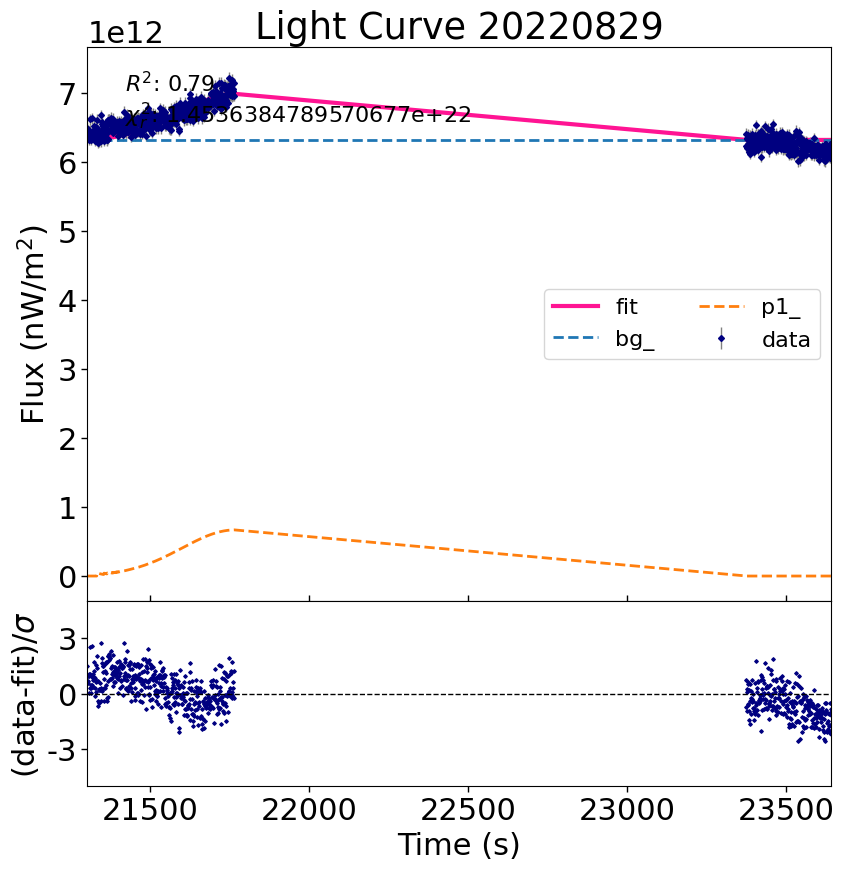 Light Curve 20220829
1e12
R²: 0.79
χ²: 1.4536384789570677e+22
7
6
5
4
3
2
1
0
Flux (nW/m²)
fit
bg_
p1_
data
3
0
-3
(data-fit)/σ
21500 22000 22500 23000 23500
Time (s)